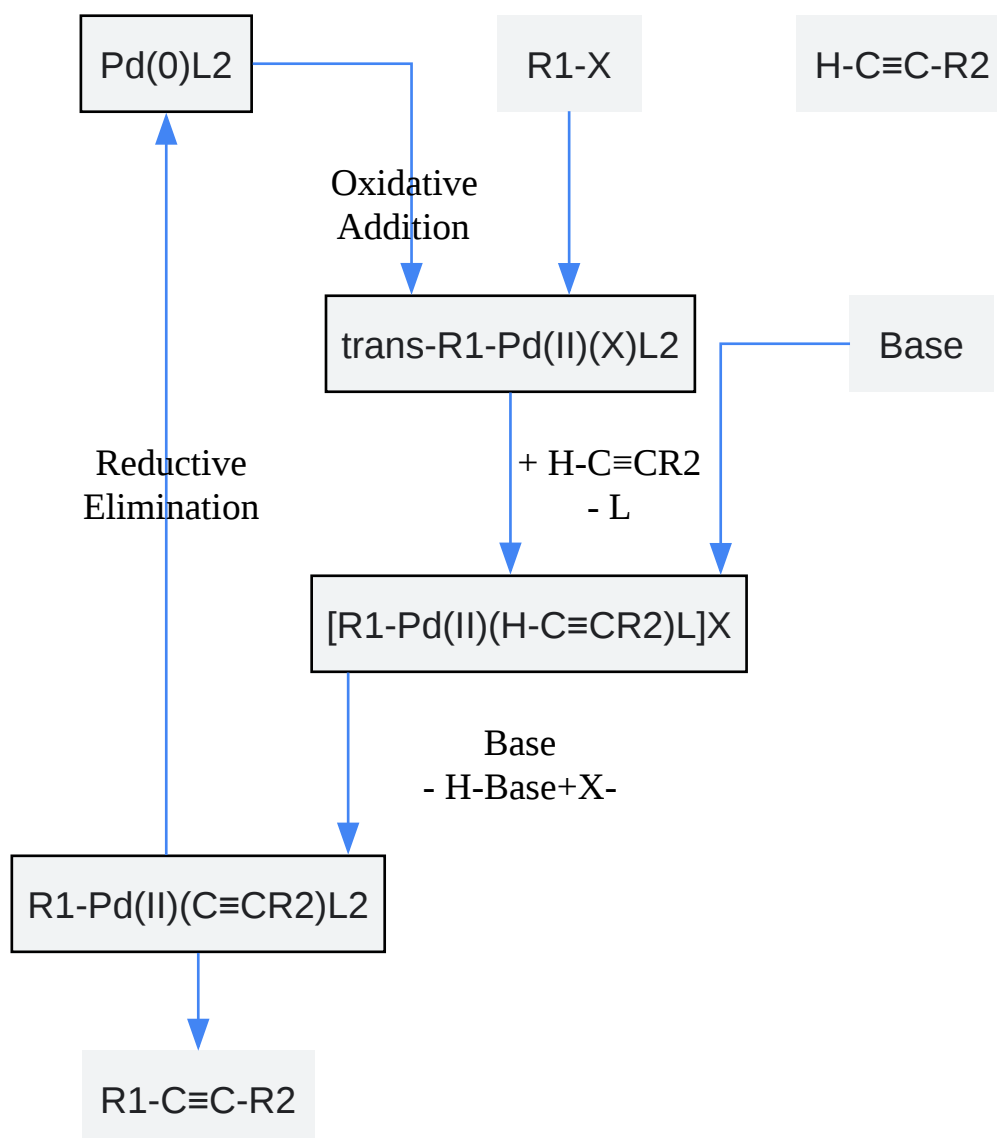 Pd(0)L2
R1-X
H-C≡C-R2
Oxidative
Addition
trans-R1-Pd(II)(X)L2
Base
Reductive
Elimination
+ H-C≡CR2
- L
[R1-Pd(II)(H-C≡CR2)L]X
Base
- H-Base+X-
R1-Pd(II)(C≡CR2)L2
R1-C≡C-R2